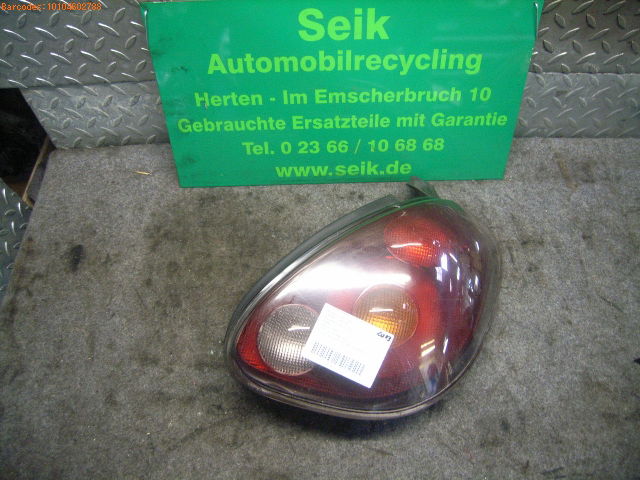 Barcodes: 10104602788
Seik
Automobilrecycling
Herten - Im Emscherbruch 10
Gebrauchte Ersatzteile mit Garantie
Tel. 0 23 66 / 10 68 68
www.seik.de